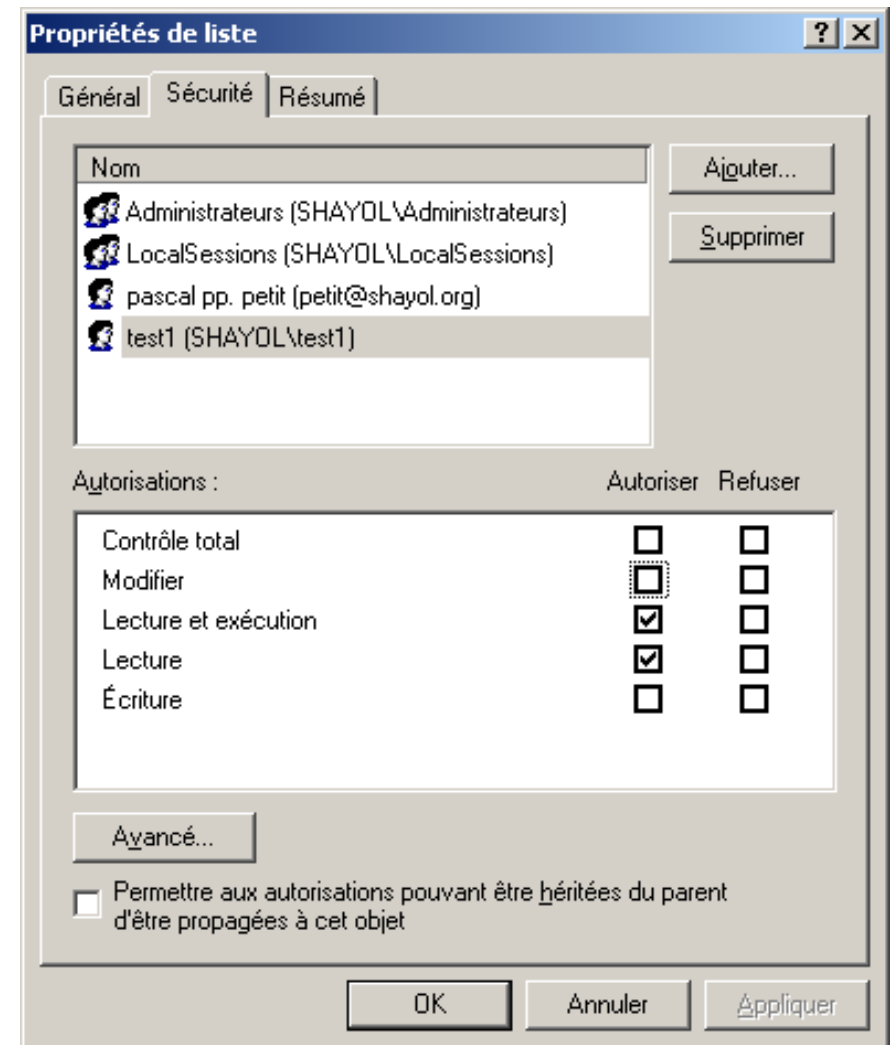 Propriétés de liste
Général Sécurité Résumé
Nom
Ajouter...
Administrateurs (SHAYOL\Administrateurs)
LocalSessions (SHAYOL\LocalSessions)
Supprimer
pascal pp. petit (petit@shayol.org)
test1 (SHAYOL\test1)
Autorisations : Autoriser Refuser
Contrôle total
Modifier
Lecture et exécution
Lecture
Écriture
Avancé...
Permettre aux autorisations pouvant être héritées du parent
d'être propagées à cet objet
OK Annuler Appliquer